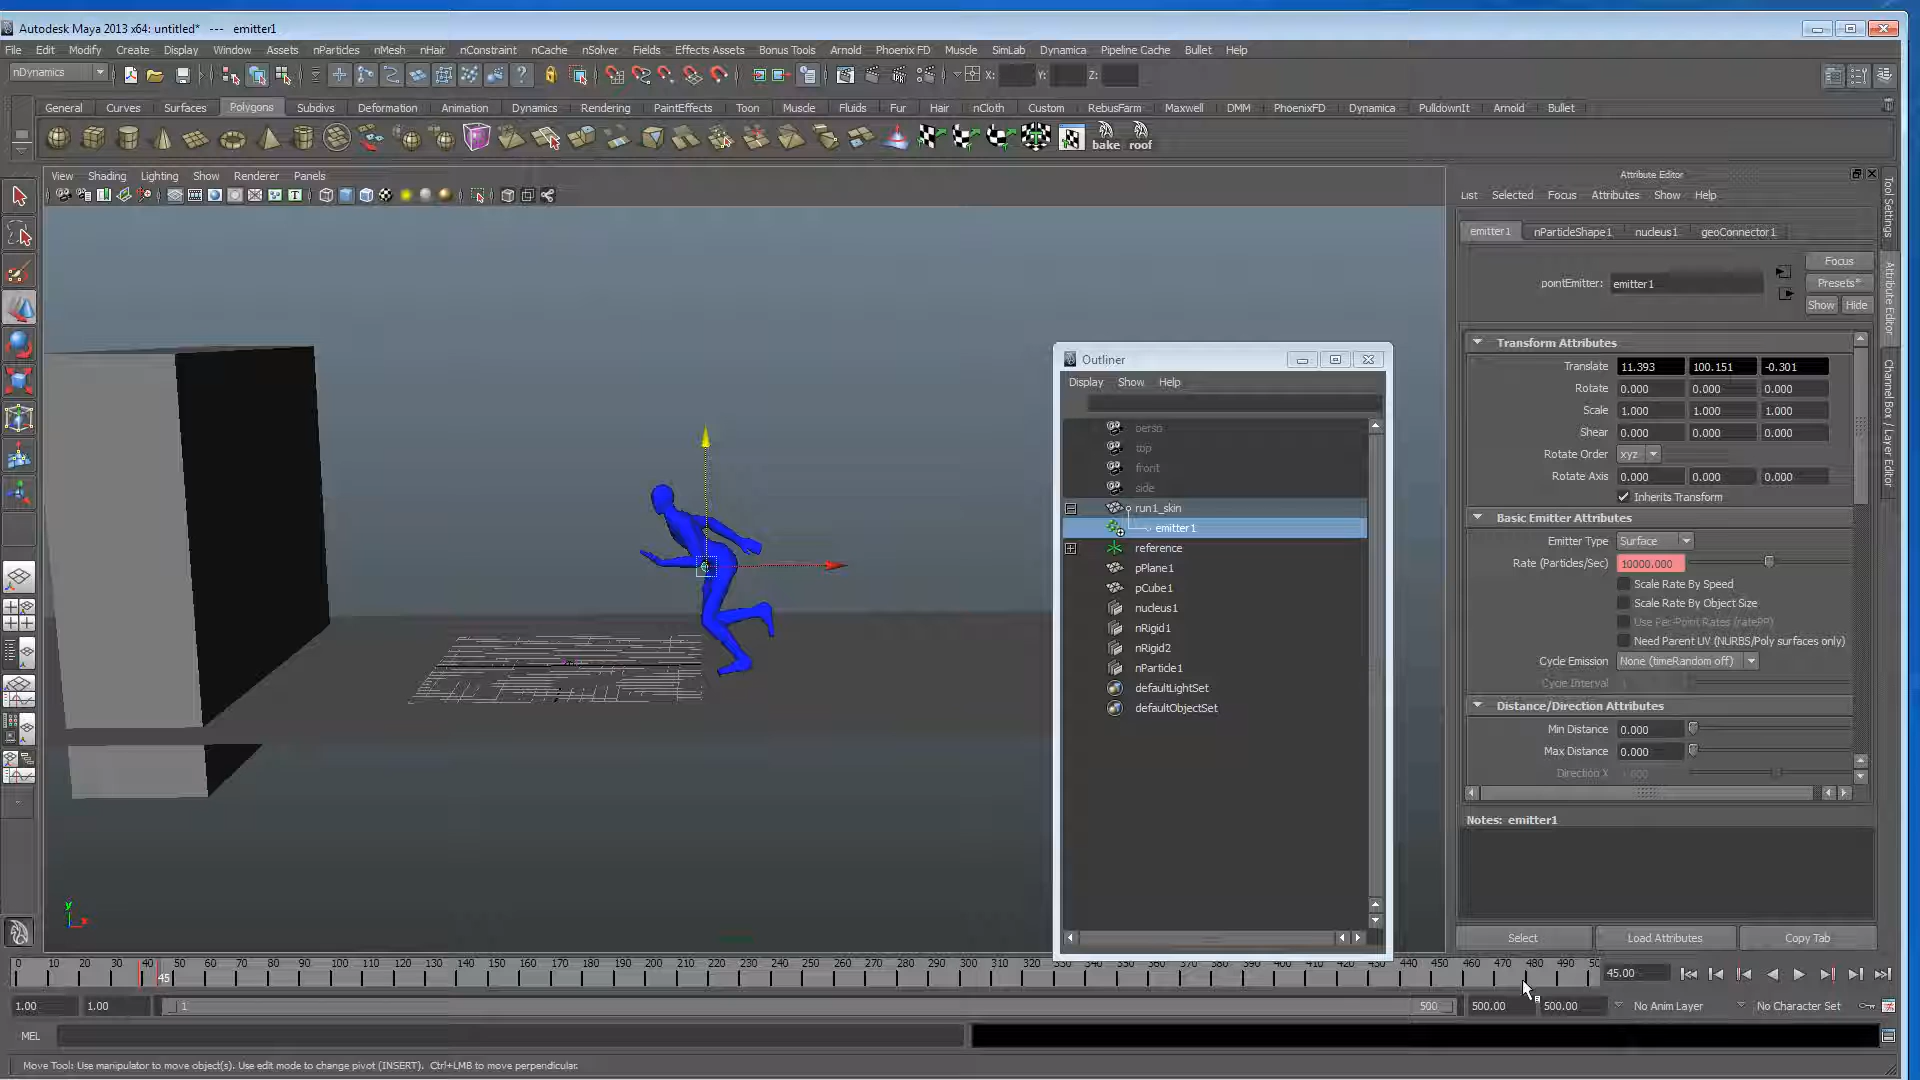 Autodesk Maya 2013 x64: untitled* --- emitter1
File Edit Modify Create Display Window Assets nParticles nMesh nHair nConstraint nCache nSolver Fields Effects Assets Bonus Tools Arnold Phoenix FD Muscle SimLab Dynamica Pipeline Cache Bullet Help
nDynamics X: Y: Z:
General Curves Surfaces Polygons Subdivs Deformation Animation Dynamics Rendering PaintEffects Toon Muscle Fluids Fur Hair nCloth Custom RebusFarm Maxwell DMM PhoenixFD Dynamica PulldownIt Arnold Bullet
bake roof
View Shading Lighting Show Renderer Panels
Attribute Editor
List Selected Focus Attributes Show Help
emitter1 nParticleShape1 nucleus1 geoConnector1
pointEmitter: emitter1
Focus
Presets*
Show Hide
Transform Attributes
Translate 11.393 100.151 -0.301
Rotate 0.000 0.000 0.000
Scale 1.000 1.000 1.000
Shear 0.000 0.000 0.000
Rotate Order xyz
Rotate Axis 0.000 0.000 0.000
Inherits Transform
Basic Emitter Attributes
Emitter Type Surface
Rate (Particles/Sec) 10000.000
Scale Rate By Speed
Scale Rate By Object Size
Use Per-Point Rates (ratePP)
Need Parent UV (NURBS/Poly surfaces only)
Cycle Emission None (timeRandom off)
Cycle Interval 1
Distance/Direction Attributes
Min Distance 0.000
Max Distance 0.000
Direction X 1.000
Notes: emitter1
Select Load Attributes Copy Tab
Tool Settings
Attribute Editor
Channel Box / Layer Editor
Outliner
Display Show Help
persp
top
front
side
run1_skin
emitter1
reference
pPlane1
pCube1
nucleus1
nRigid1
nRigid2
nParticle1
defaultLightSet
defaultObjectSet
y
x
0 10 20 30 40 45 50 60 70 80 90 100 110 120 130 140 150 160 170 180 190 200 210 220 230 240 250 260 270 280 290 300 310 320 330 340 350 360 370 380 390 400 410 420 430 440 450 460 470 480 490 50
45.00
1.00 1.00 1 500 500.00 500.00 No Anim Layer No Character Set
MEL
Move Tool: Use manipulator to move object(s). Use edit mode to change pivot (INSERT). Ctrl+LMB to move perpendicular.